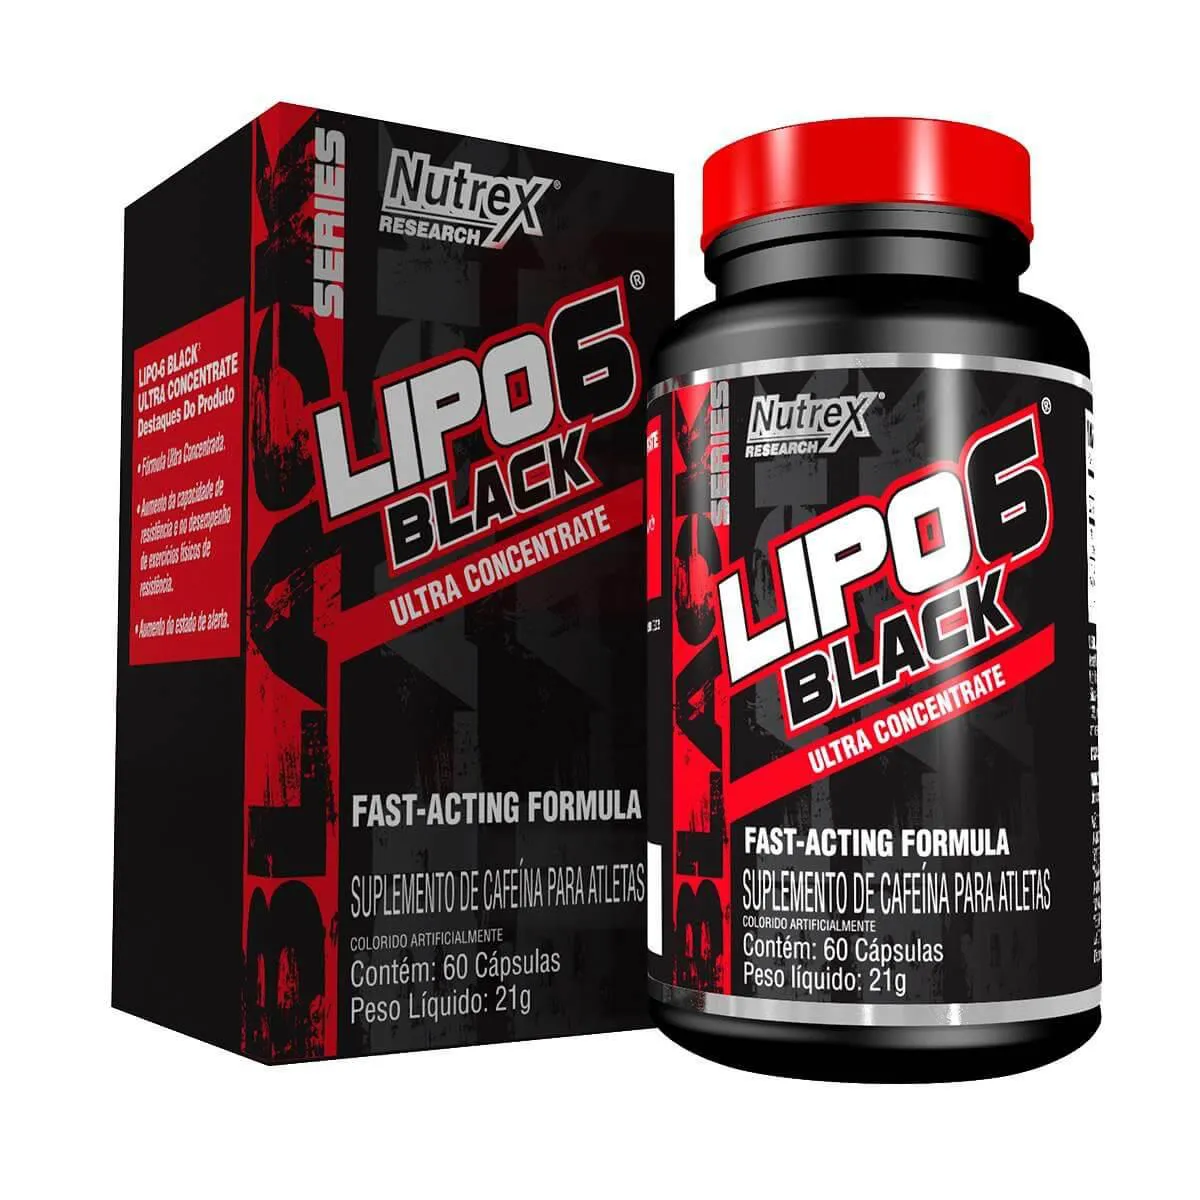 LIPO-6 BLACK
ULTRA CONCENTRATE
Destaques Do Produto
• Fórmula Ultra Concentrada.
• Aumento da capacidade de
resistência e no desempenho
de exercícios físicos de
resistência.
• Aumento do estado de alerta.
BLACK
SERIES
Nutrex®
RESEARCH
LIPO6®
BLACK
ULTRA CONCENTRATE
FAST-ACTING FORMULA
SUPLEMENTO DE CAFEÍNA PARA ATLETAS
COLORIDO ARTIFICIALMENTE
Contém: 60 Cápsulas
Peso Líquido: 21g
BLACK
SERIES
Nutrex
RESEARCH
LIPO6®
BLACK
ULTRA CONCENTRATE
FAST-ACTING FORMULA
SUPLEMENTO DE CAFEÍNA PARA ATLETAS
COLORIDO ARTIFICIALMENTE
Contém: 60 Cápsulas
Peso líquido: 21g